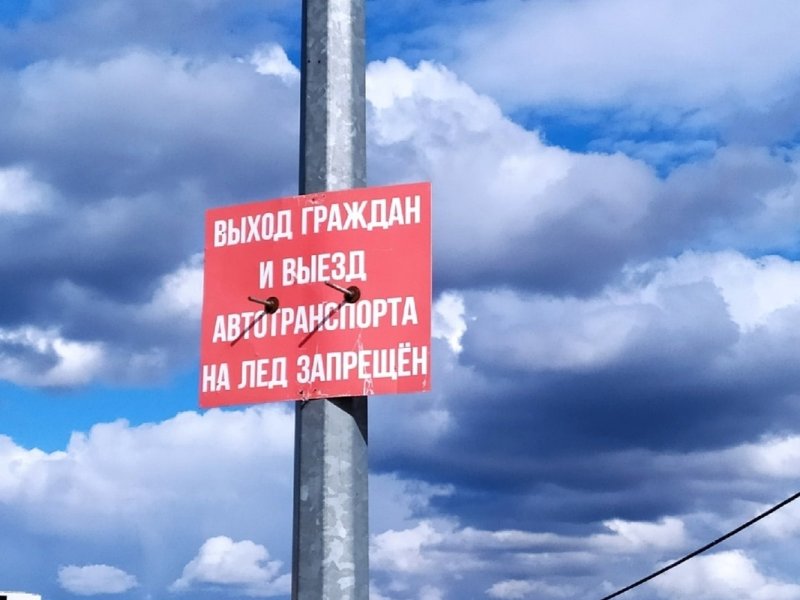 ВЫХОД ГРАЖДАН
И ВЫЕЗД
АВТОТРАНСПОРТА
НА ЛЕД ЗАПРЕЩЁН